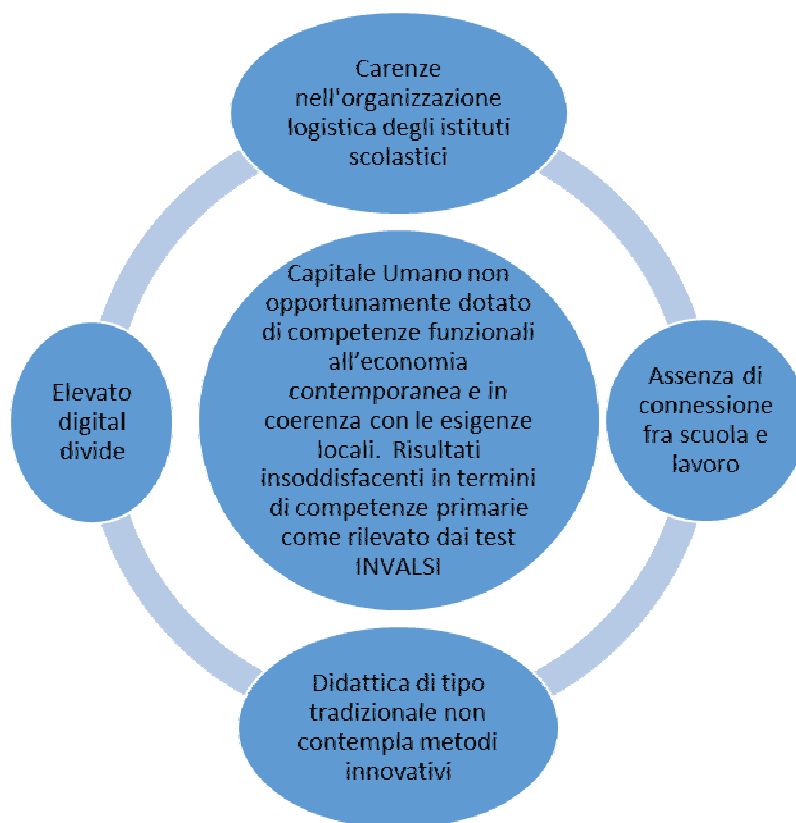 Carenze
nell'organizzazione
logistica degli istituti
scolastici
Capitale Umano non
opportunamente dotato
di competenze funzionali
all’economia
contemporanea e in
coerenza con le esigenze
locali. Risultati
insoddisfacenti in termini
di competenze primarie
come rilevato dai test
INVALSI
Elevato
digital
divide
Assenza di
connessione
fra scuola e
lavoro
Didattica di tipo
tradizionale non
contempla metodi
innovativi